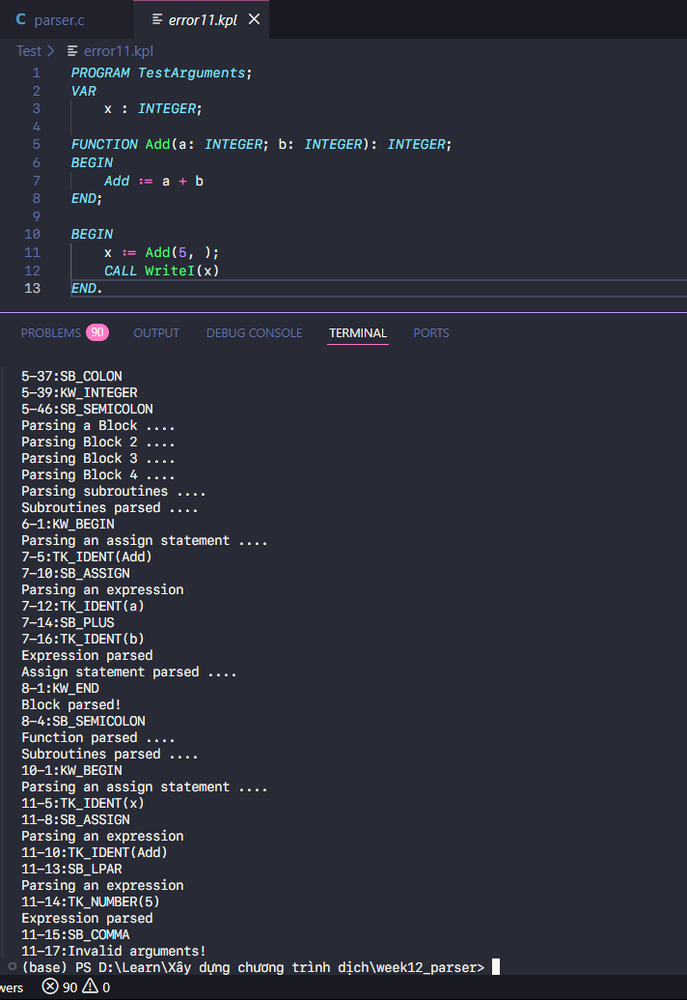 C parser.c
error11.kpl
Test > error11.kpl
1 PROGRAM TestArguments;
2 VAR
3 x : INTEGER;
4
5 FUNCTION Add(a: INTEGER; b: INTEGER): INTEGER;
6 BEGIN
7 Add := a + b
8 END;
9
10 BEGIN
11 x := Add(5, );
12 CALL WriteI(x)
13 END.
PROBLEMS 90 OUTPUT DEBUG CONSOLE TERMINAL PORTS
5-37:SB_COLON
5-39:KW_INTEGER
5-46:SB_SEMICOLON
Parsing a Block ....
Parsing Block 2 ....
Parsing Block 3 ....
Parsing Block 4 ....
Parsing subroutines ....
Subroutines parsed ....
6-1:KW_BEGIN
Parsing an assign statement ....
7-5:TK_IDENT(Add)
7-10:SB_ASSIGN
Parsing an expression
7-12:TK_IDENT(a)
7-14:SB_PLUS
7-16:TK_IDENT(b)
Expression parsed
Assign statement parsed ....
8-1:KW_END
Block parsed!
8-4:SB_SEMICOLON
Function parsed ....
Subroutines parsed ....
10-1:KW_BEGIN
Parsing an assign statement ....
11-5:TK_IDENT(x)
11-8:SB_ASSIGN
Parsing an expression
11-10:TK_IDENT(Add)
11-13:SB_LPAR
Parsing an expression
11-14:TK_NUMBER(5)
Expression parsed
11-15:SB_COMMA
11-17:Invalid arguments!
(base) PS D:\Learn\Xây dựng chương trình dịch\week12_parser>
wers 90 0